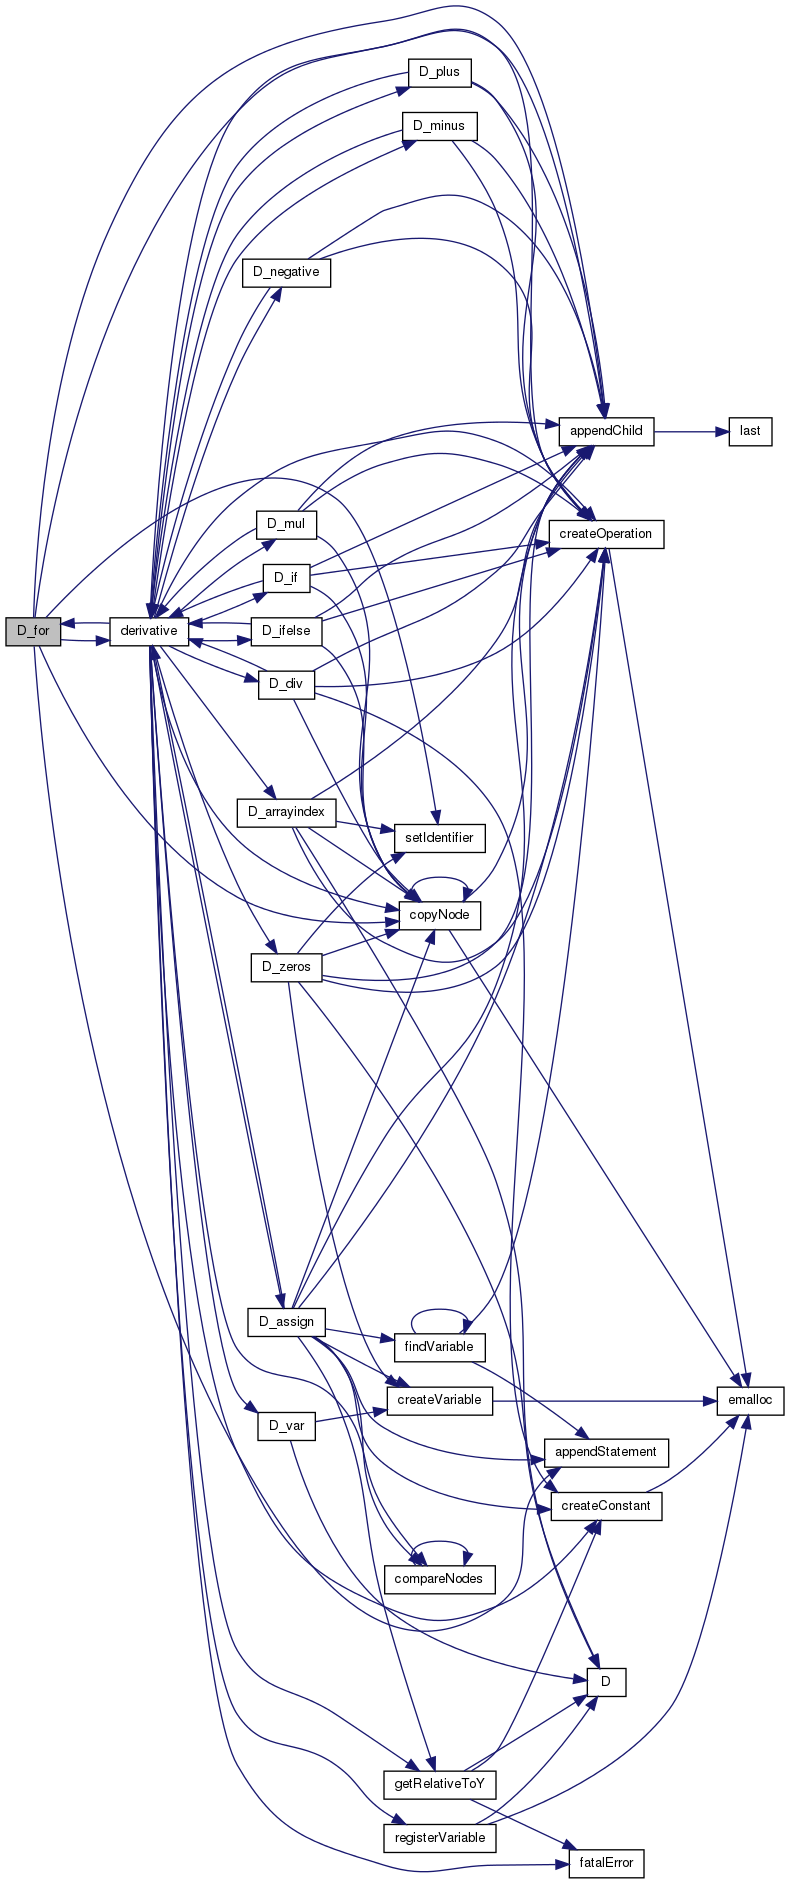 D_plus
D_minus
D_negative
appendChild
last
D_mul
createOperation
D_if
D_for
derivative
D_ifelse
D_div
D_arrayindex
setIdentifier
copyNode
D_zeros
D_assign
findVariable
createVariable
emalloc
D_var
appendStatement
createConstant
compareNodes
D
getRelativeToY
registerVariable
fatalError